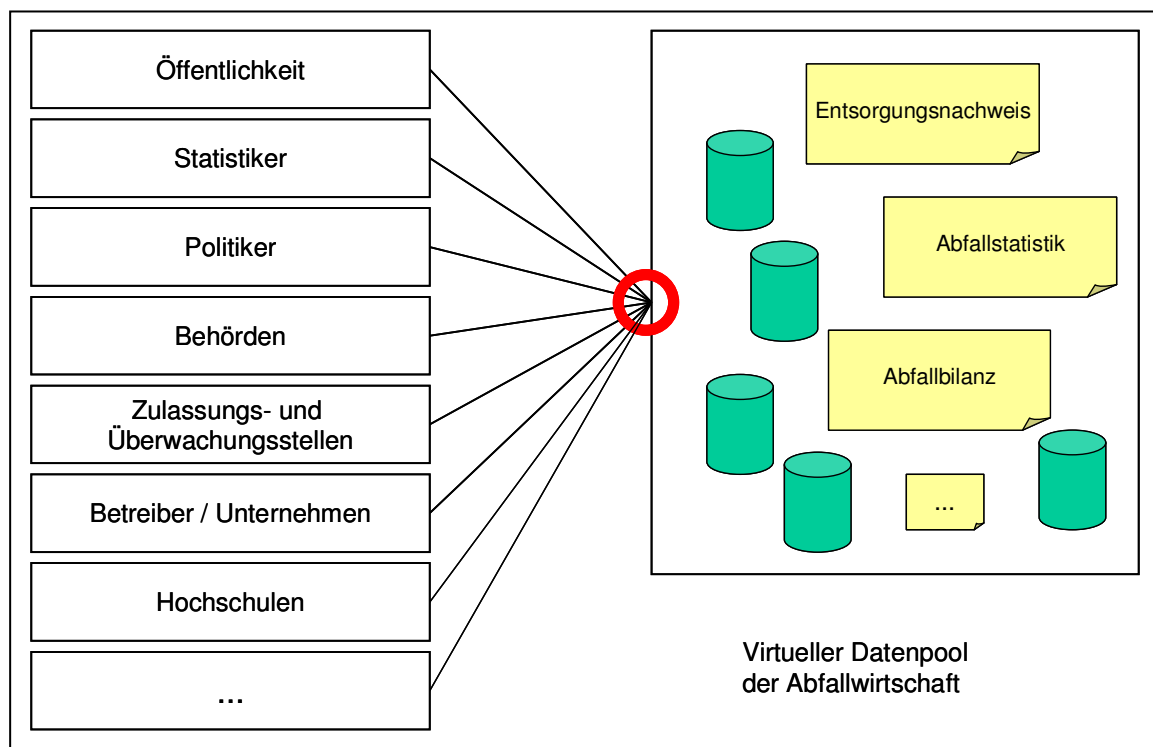 Öffentlichkeit
Statistiker
Politiker
Behörden
Zulassungs- und
Überwachungsstellen
Betreiber / Unternehmen
Hochschulen
...
Entsorgungsnachweis
Abfallstatistik
Abfallbilanz
...
Virtueller Datenpool
der Abfallwirtschaft